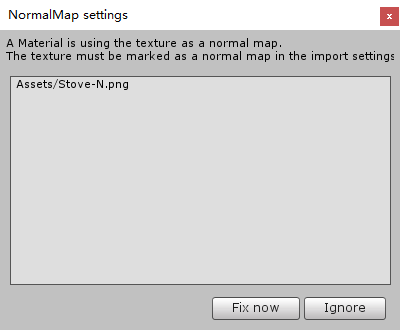 NormalMap settings
x
A Material is using the texture as a normal map.
The texture must be marked as a normal map in the import settings
Assets/Stove-N.png
Fix now
Ignore